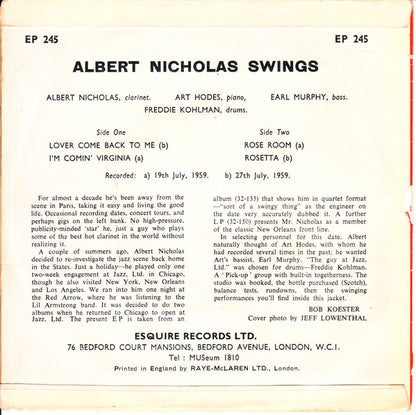 EP 245 EP 245
ALBERT NICHOLAS SWINGS
ALBERT NICHOLAS, clarinet. ART HODES, piano, EARL MURPHY, bass.
FREDDIE KOHLMAN, drums.
Side One Side Two
LOVER COME BACK TO ME (b) ROSE ROOM (a)
I'M COMIN' VIRGINIA (a) ROSETTA (b)
Recorded: a) 19th July, 1959. b) 27th July, 1959.
For almost a decade he's been away from the
scene in Paris, taking it easy and living the good
life. Occasional recording dates, concert tours, and
perhaps gigs on the left bank. No high-pressure,
publicity-minded 'star' he, just a guy who plays
some of the best hot clarinet in the world without
realizing it.
A couple of summers ago, Albert Nicholas
decided to re-investigate the jazz scene back home
in the States. Just a holiday—he played only one
two-week engagement at Jazz, Ltd. in Chicago,
though he also visited New York, New Orleans
and Los Angeles. We ran into him one night at
the Red Arrow, where he was listening to the
Lil Armstrong band. It was decided to do two
albums when he returned to Chicago to open at
Jazz, Ltd. The present E P is taken from an
album (32-135) that shows him in quartet format
—"sort of a swingy thing" as the engineer on
the date very accurately dubbed it. A further
L P (32-150) presents Mr. Nicholas as a member
of the classic New Orleans front line.
In selecting personnel for this date, Albert
naturally thought of Art Hodes, with whom he
had recorded several times in the past; he wanted
Art's bassist, Earl Murphy. "The guy at Jazz,
Ltd." was chosen for drums—Freddie Kohlman.
A 'Pick-up' group with built-in togetherness. The
studio was booked, the bottle purchased (Scotch),
balance taken, rundowns, then the swinging
performances you'll find inside this jacket.
BOB KOESTER
Cover photo by JEFF LOWENTHAL
ESQUIRE RECORDS LTD.
76 BEDFORD COURT MANSIONS, BEDFORD AVENUE, LONDON, W.C.I.
Tel : MUSeum 1810
Printed in England by RAYE-McLAREN LTD., London.